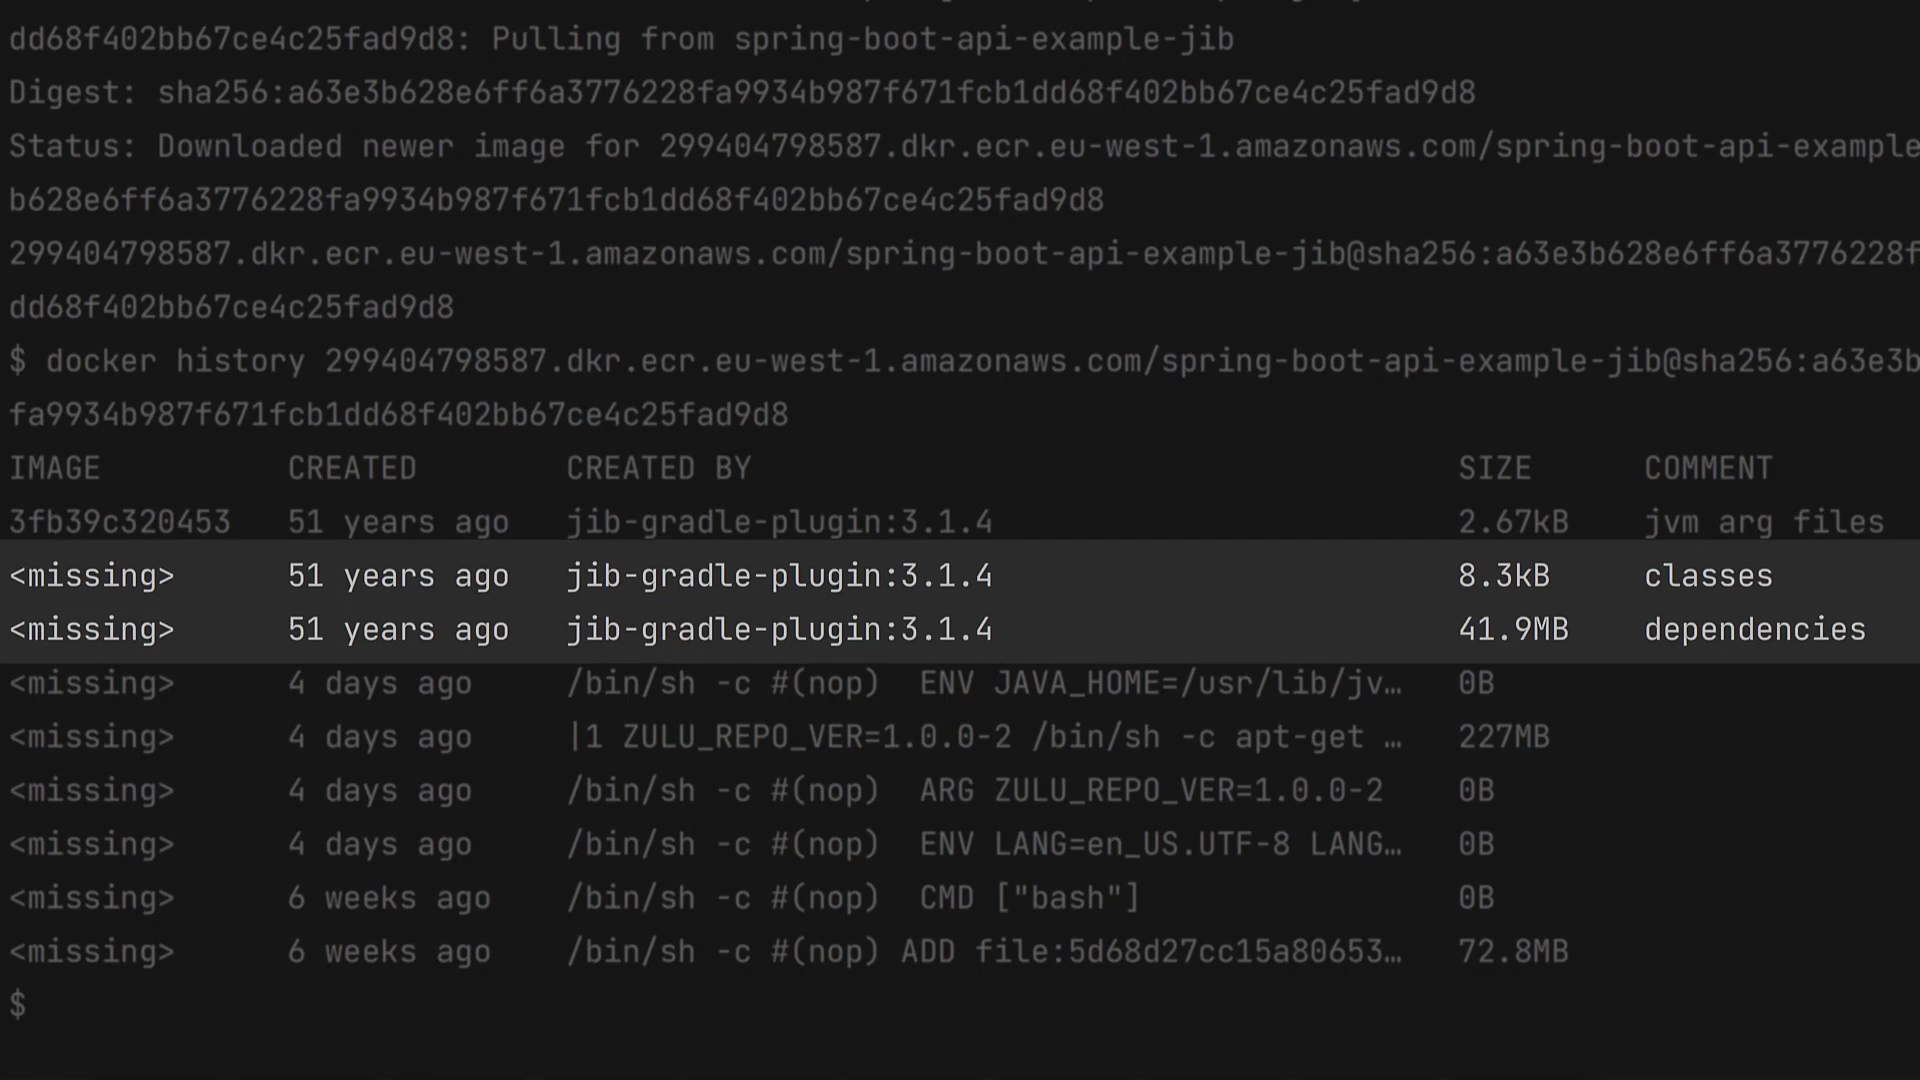 dd68f402bb67ce4c25fad9d8: Pulling from spring-boot-api-example-jib
Digest: sha256:a63e3b628e6ff6a3776228fa9934b987f671fcb1dd68f402bb67ce4c25fad9d8
Status: Downloaded newer image for 299404798587.dkr.ecr.eu-west-1.amazonaws.com/spring-boot-api-example
b628e6ff6a3776228fa9934b987f671fcb1dd68f402bb67ce4c25fad9d8
299404798587.dkr.ecr.eu-west-1.amazonaws.com/spring-boot-api-example-jib@sha256:a63e3b628e6ff6a3776228f
dd68f402bb67ce4c25fad9d8
$ docker history 299404798587.dkr.ecr.eu-west-1.amazonaws.com/spring-boot-api-example-jib@sha256:a63e3b
fa9934b987f671fcb1dd68f402bb67ce4c25fad9d8
IMAGE CREATED CREATED BY SIZE COMMENT
3fb39c320453 51 years ago jib-gradle-plugin:3.1.4 2.67kB jvm arg files
<missing> 51 years ago jib-gradle-plugin:3.1.4 8.3kB classes
<missing> 51 years ago jib-gradle-plugin:3.1.4 41.9MB dependencies
<missing> 4 days ago /bin/sh -c #(nop) ENV JAVA_HOME=/usr/lib/jv… 0B
<missing> 4 days ago |1 ZULU_REPO_VER=1.0.0-2 /bin/sh -c apt-get … 227MB
<missing> 4 days ago /bin/sh -c #(nop) ARG ZULU_REPO_VER=1.0.0-2 0B
<missing> 4 days ago /bin/sh -c #(nop) ENV LANG=en_US.UTF-8 LANG… 0B
<missing> 6 weeks ago /bin/sh -c #(nop) CMD ["bash"] 0B
<missing> 6 weeks ago /bin/sh -c #(nop) ADD file:5d68d27cc15a80653… 72.8MB
$